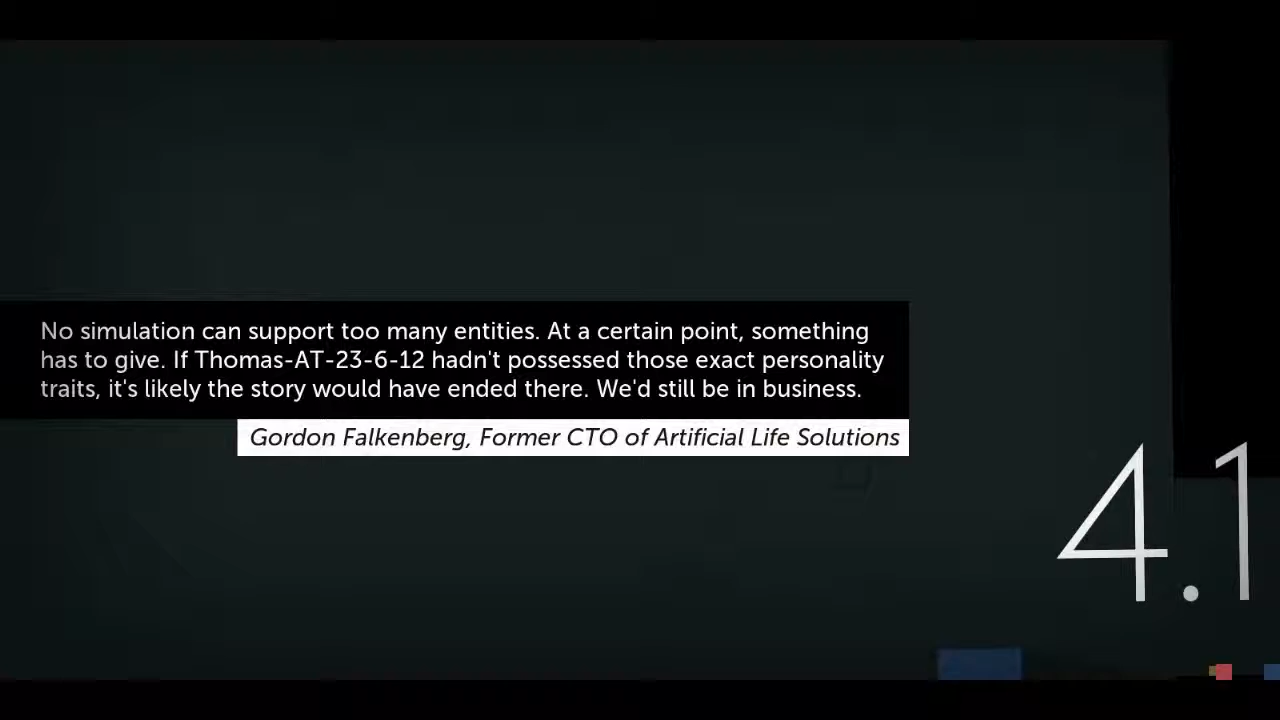 No simulation can support too many entities. At a certain point, something
has to give. If Thomas-AT-23-6-12 hadn't possessed those exact personality
traits, it's likely the story would have ended there. We'd still be in business.
Gordon Falkenberg, Former CTO of Artificial Life Solutions
4.1